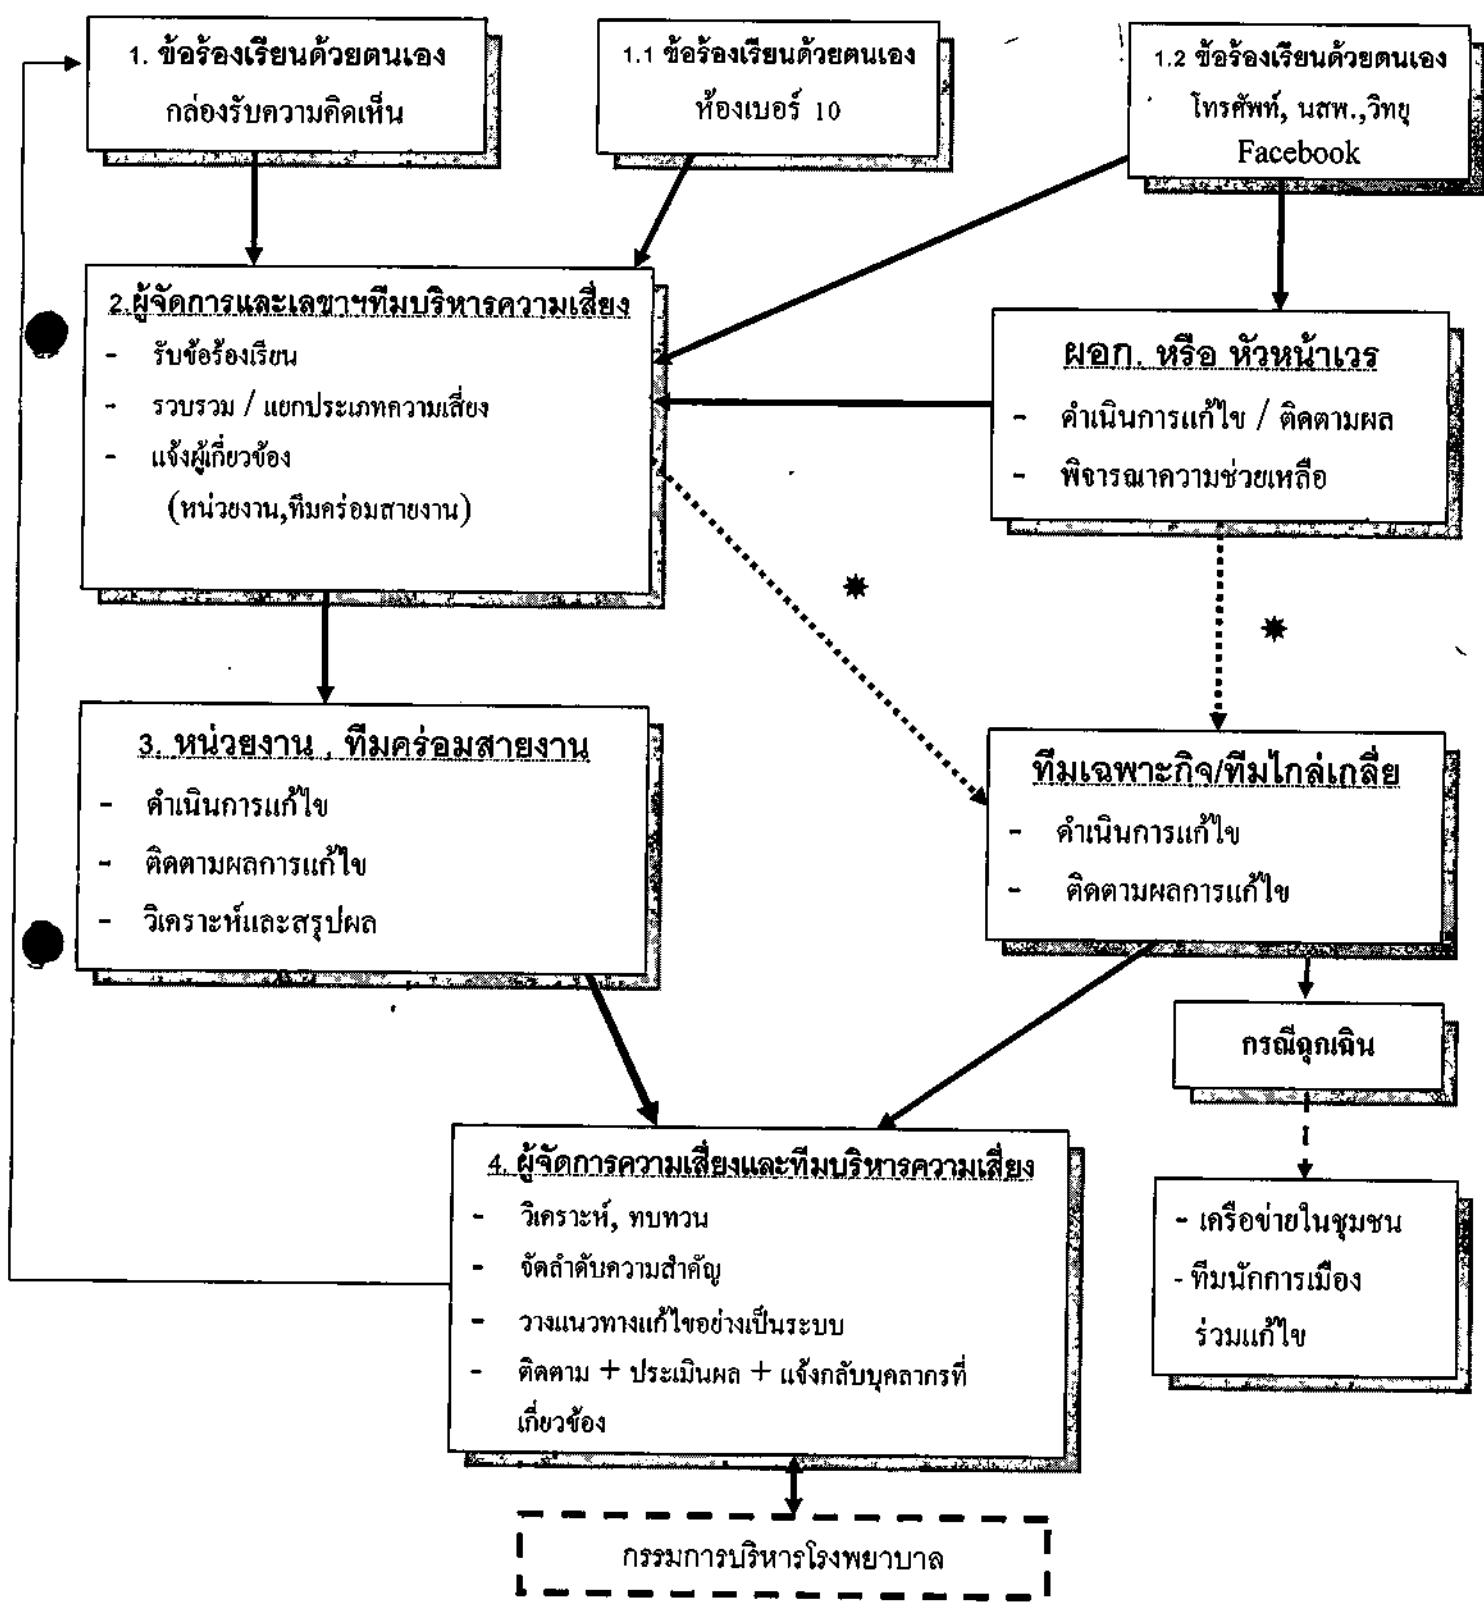 1. ข้อร้องเรียนด้วยตนเอง
กล่องรับความคิดเห็น
1.1 ข้อร้องเรียนด้วยตนเอง
ห้องเบอร์ 10
1.2 ข้อร้องเรียนด้วยตนเอง
โทรศัพท์, นสพ.,วิทยุ
Facebook
2.ผู้จัดการและเลขาฯทีมบริหารความเสี่ยง
- รับข้อร้องเรียน
- รวบรวม / แยกประเภทความเสี่ยง
- แจ้งผู้เกี่ยวข้อง
(หน่วยงาน,ทีมคร่อมสายงาน)
ผอก. หรือ หัวหน้าเวร
- ดำเนินการแก้ไข / ติดตามผล
- พิจารณาความช่วยเหลือ
3. หน่วยงาน , ทีมคร่อมสายงาน
- ดำเนินการแก้ไข
- ติดตามผลการแก้ไข
- วิเคราะห์และสรุปผล
ทีมเฉพาะกิจ/ทีมไกล่เกลี่ย
- ดำเนินการแก้ไข
- ติดตามผลการแก้ไข
กรณีฉุกเฉิน
- เครือข่ายในชุมชน
- ทีมนักการเมือง
ร่วมแก้ไข
4. ผู้จัดการความเสี่ยงและทีมบริหารความเสี่ยง
- วิเคราะห์, ทบทวน
- จัดลำดับความสำคัญ
- วางแนวทางแก้ไขอย่างเป็นระบบ
- ติดตาม + ประเมินผล + แจ้งกลับบุคลากรที่
เกี่ยวข้อง
กรรมการบริหารโรงพยาบาล